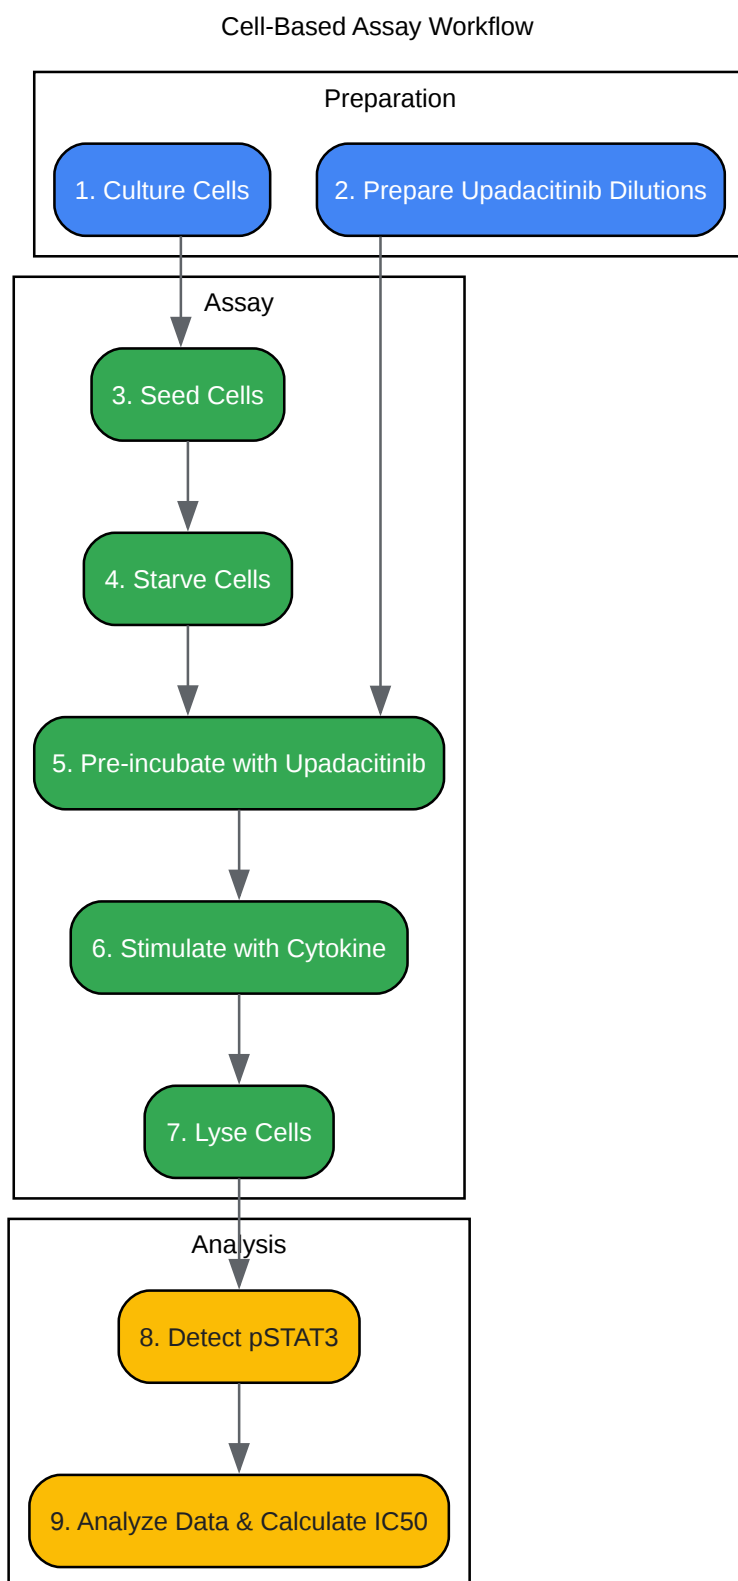 Cell-Based Assay Workflow
Preparation
1. Culture Cells
2. Prepare Upadacitinib Dilutions
Assay
3. Seed Cells
4. Starve Cells
5. Pre-incubate with Upadacitinib
6. Stimulate with Cytokine
7. Lyse Cells
Analysis
8. Detect pSTAT3
9. Analyze Data & Calculate IC50